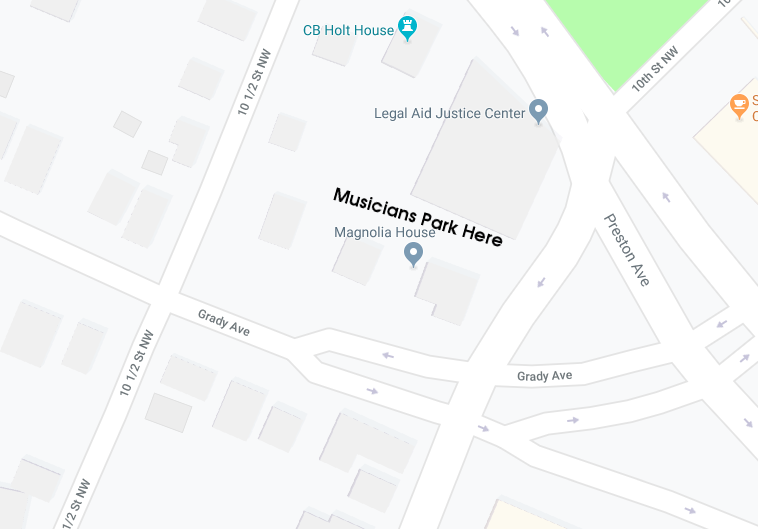 CB Holt House
10 1/2 St NW
10th St NW
Legal Aid Justice Center
Musicians Park Here
Magnolia House
Preston Ave
Grady Ave
10 1/2 St NW
Grady Ave
1/2 St NW